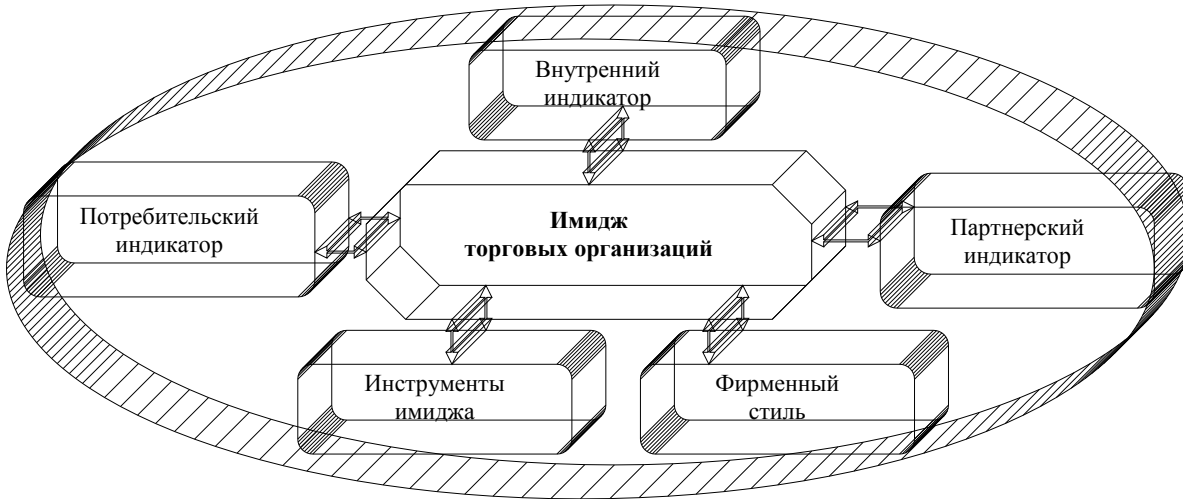 Внутренний
индикатор
Потребительский
индикатор
Имидж
торговых организаций
Партнерский
индикатор
Инструменты
имиджа
Фирменный
стиль